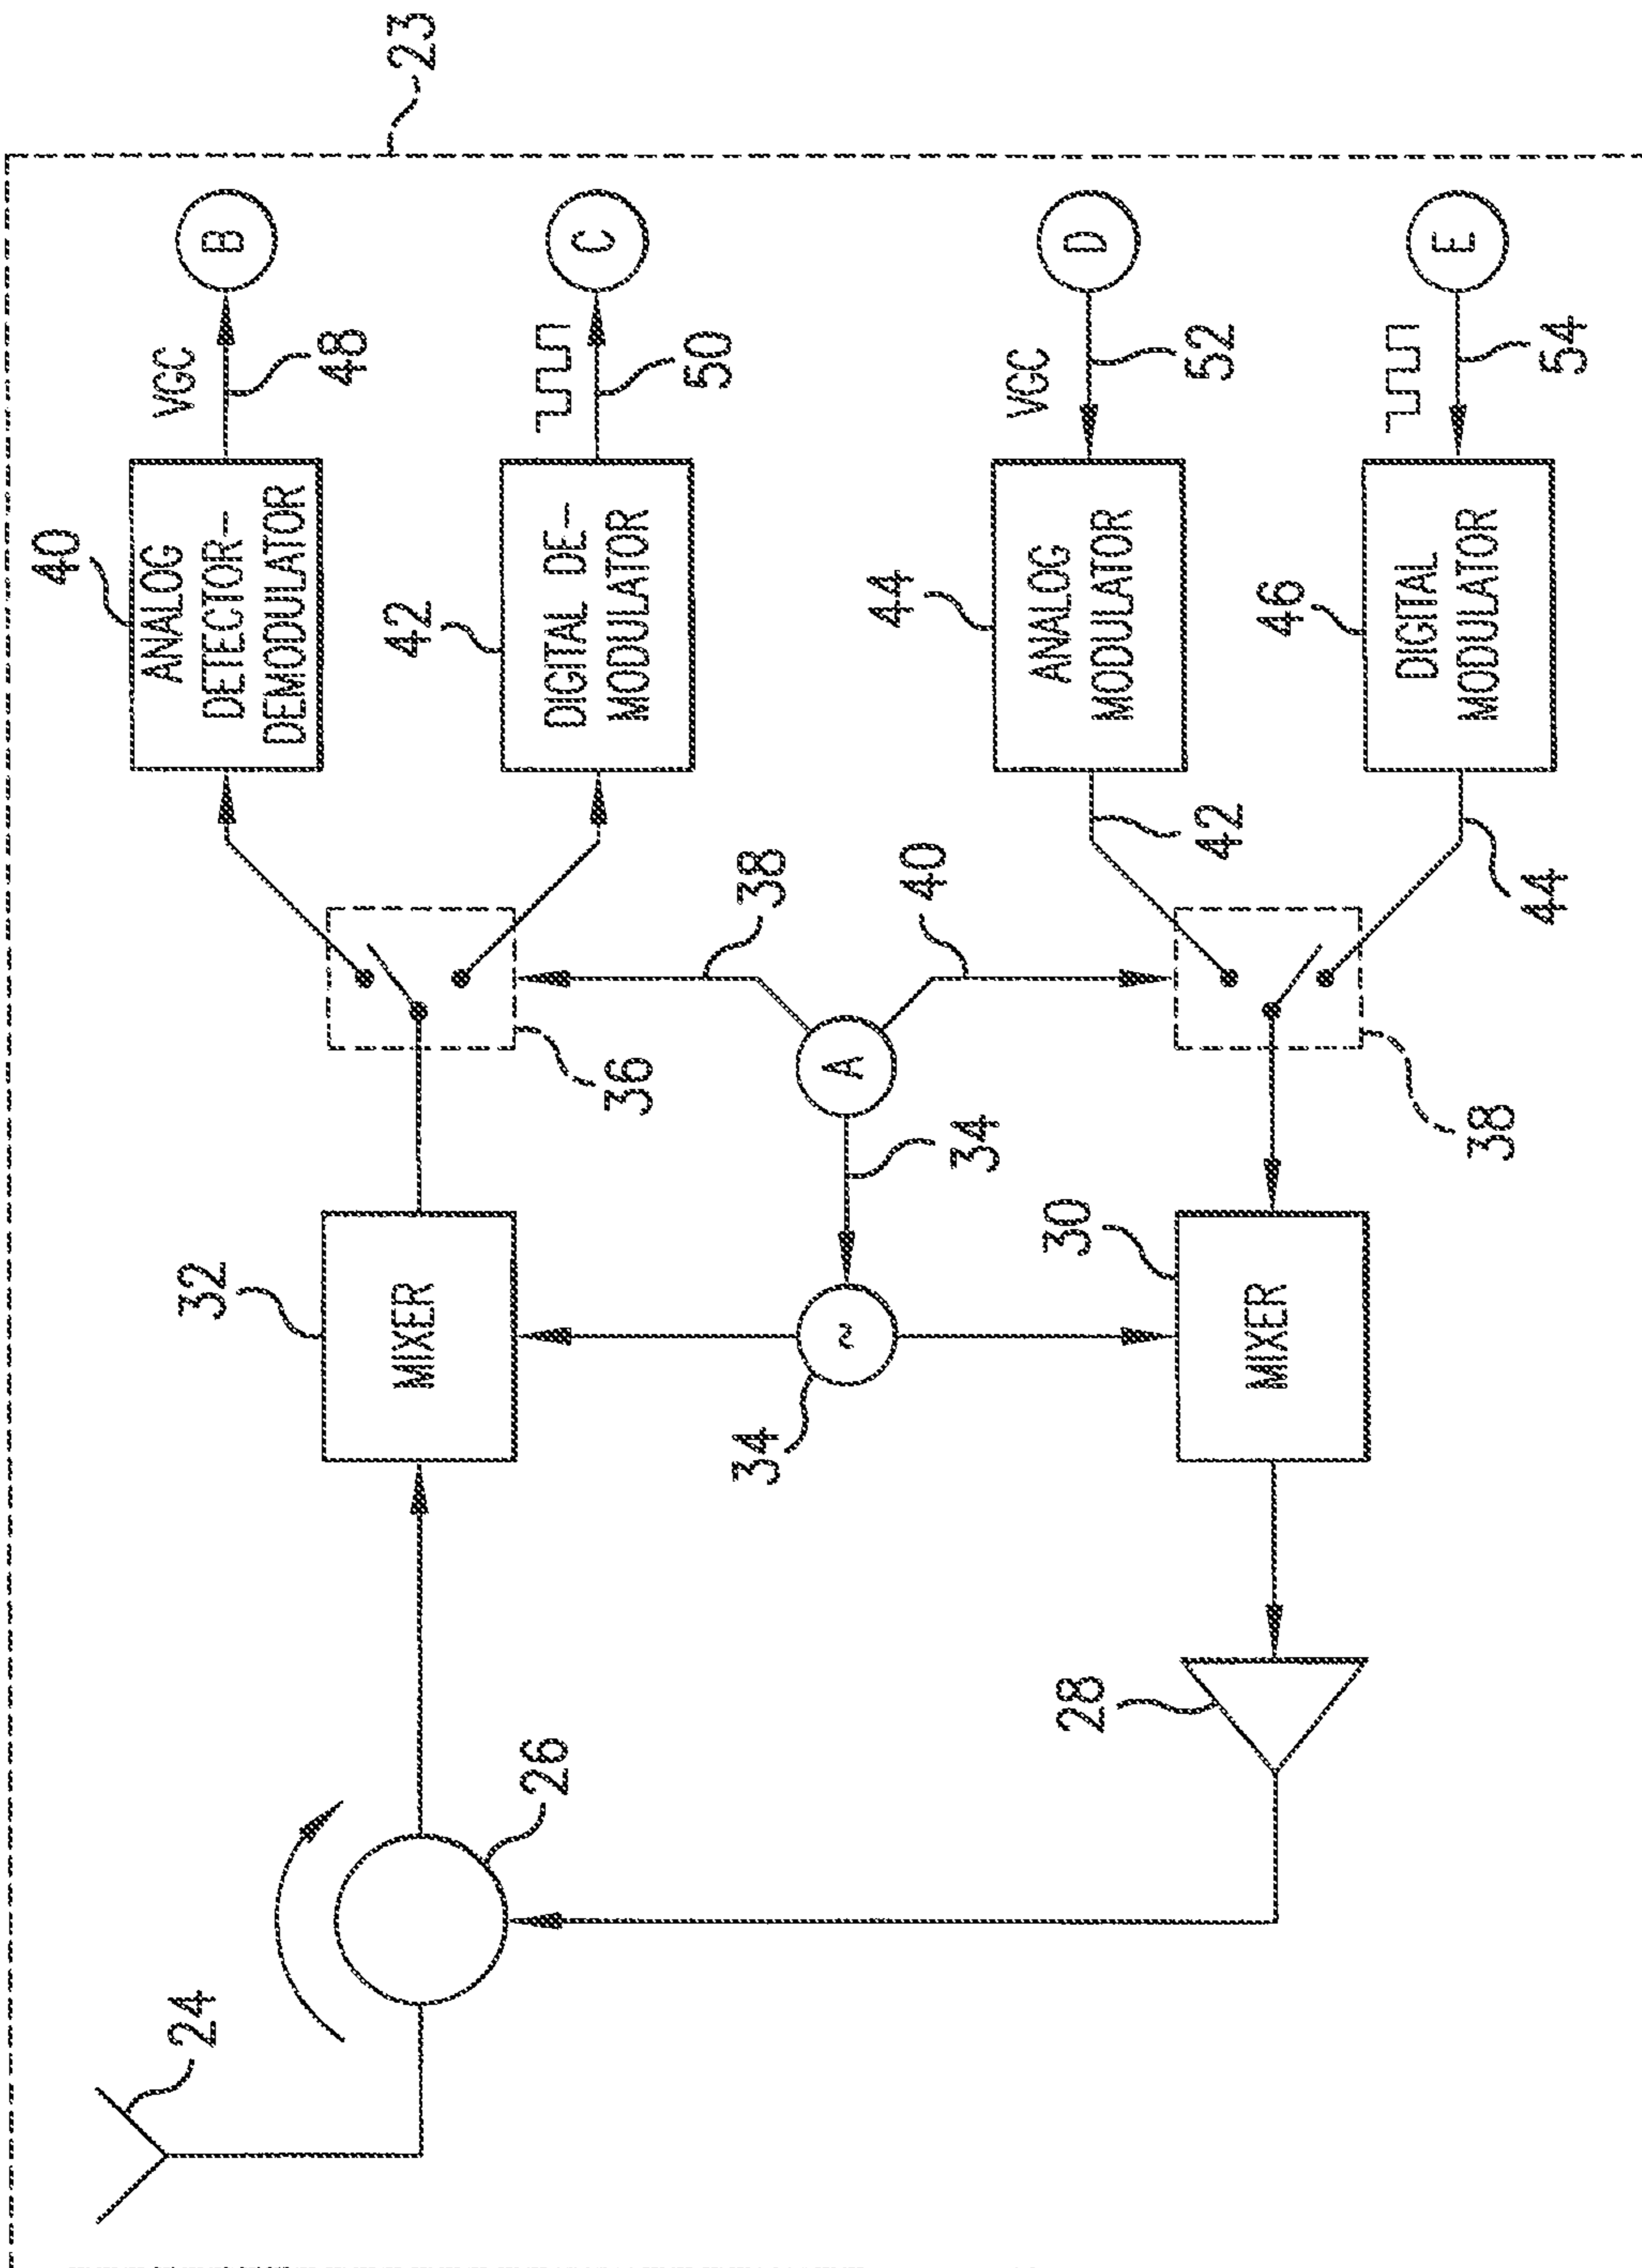 23
40
ANALOG
DETECTOR-
DEMODULATOR
VGC
48
B
42
DIGITAL DE-
MODULATOR
50
C
44
ANALOG
MODULATOR
VGC
52
D
46
DIGITAL
MODULATOR
54
E
24
26
32
MIXER
36
38
40
42
44
A
34
34
~
38
30
MIXER
28